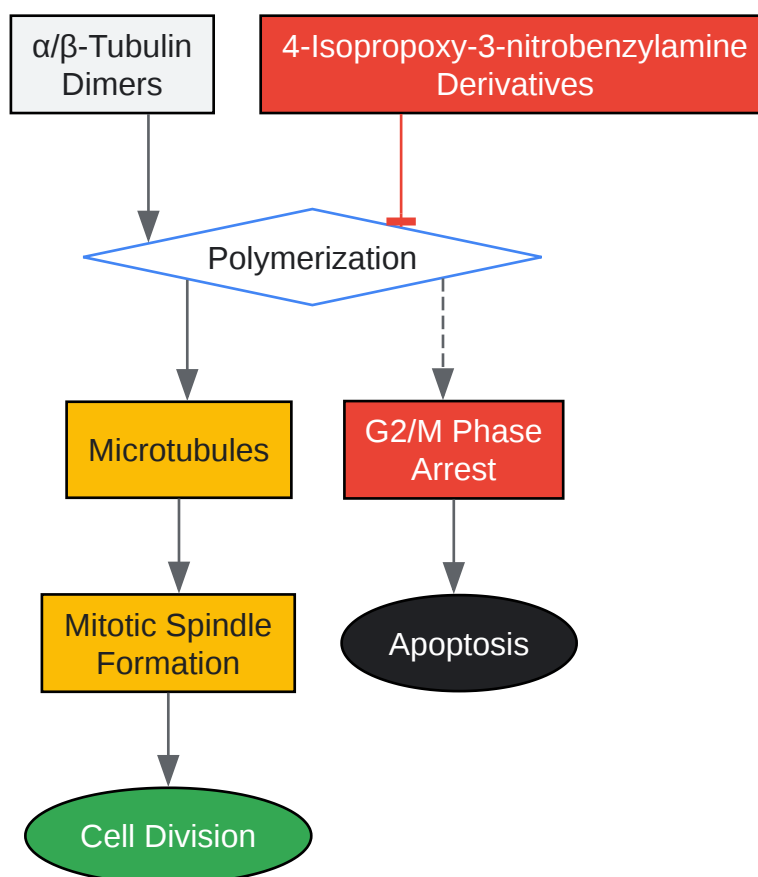 α/β-Tubulin
Dimers
4-Isopropoxy-3-nitrobenzylamine
Derivatives
Polymerization
Microtubules
G2/M Phase
Arrest
Mitotic Spindle
Formation
Apoptosis
Cell Division